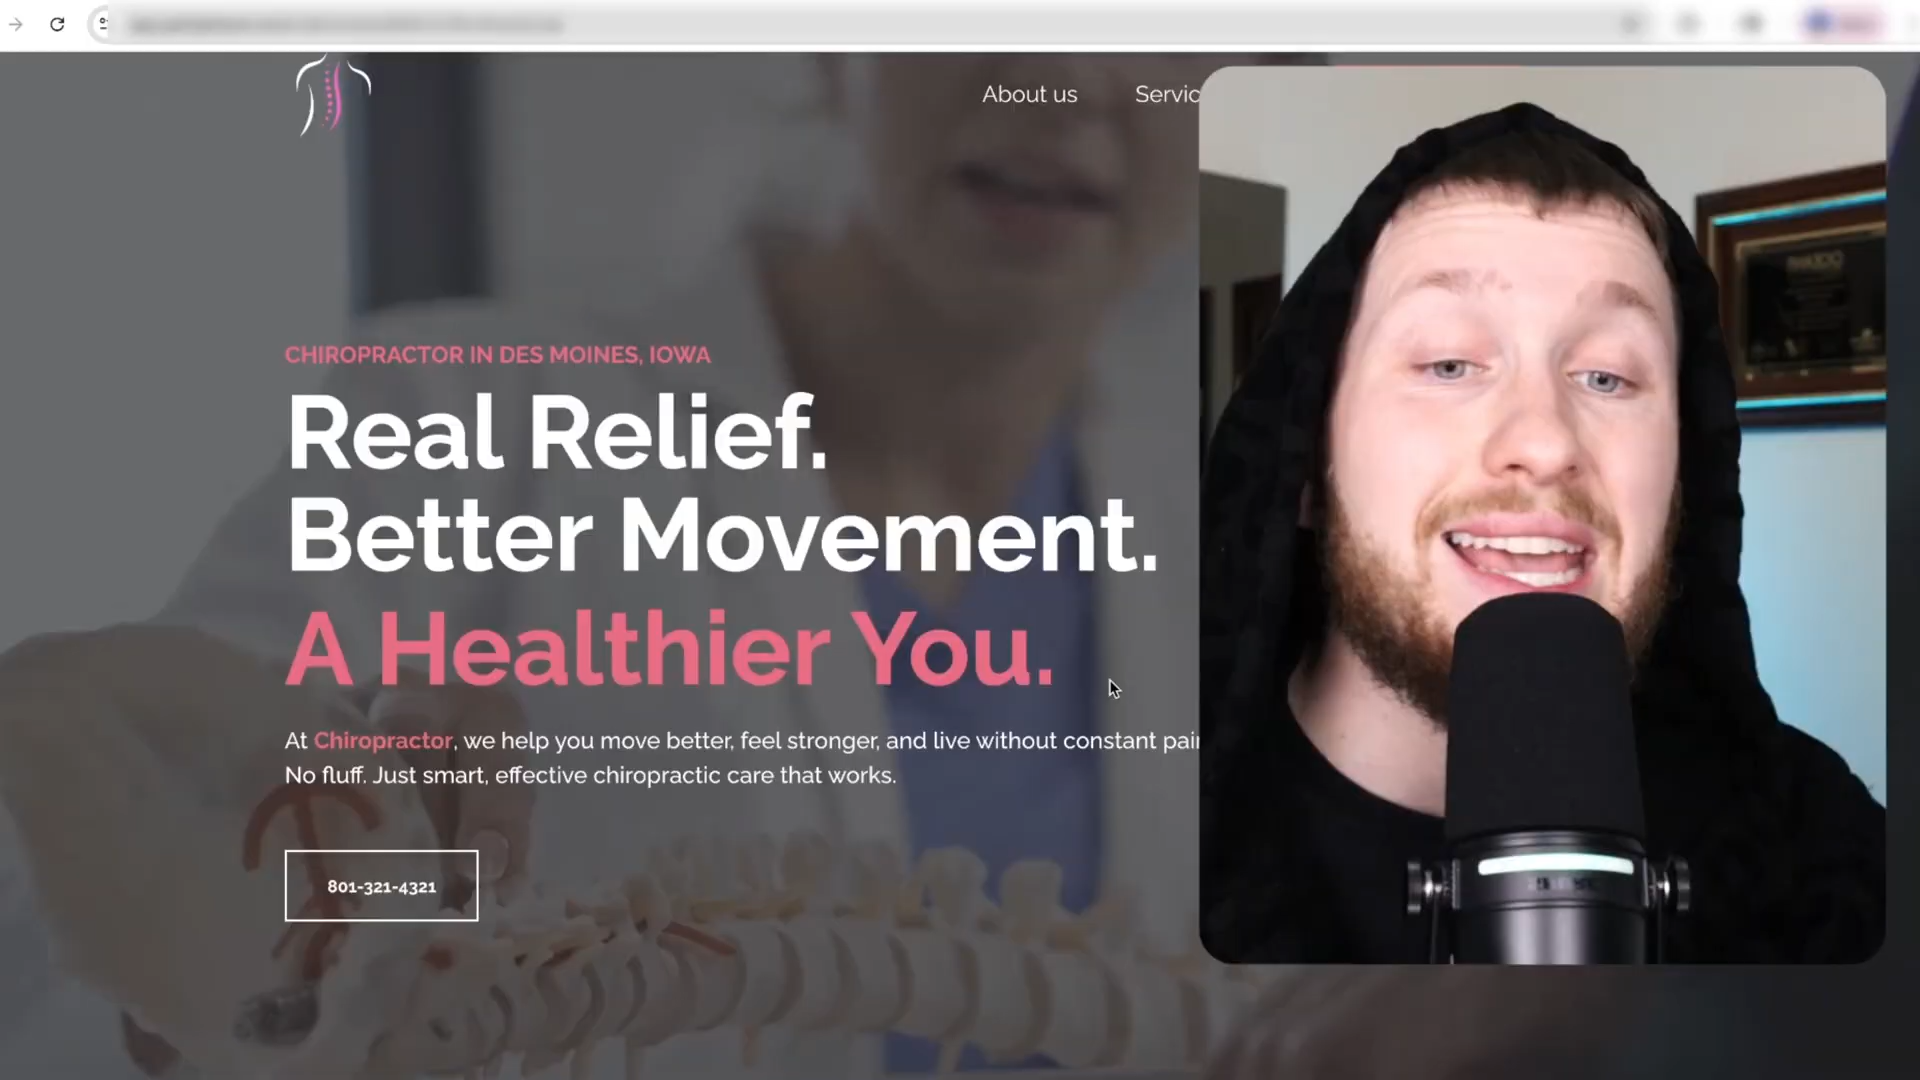 About us
CHIROPRACTOR IN DES MOINES, IOWA
Real Relief.
Better Movement.
A Healthier You.
At Chiropractor, we help you move better, feel stronger, and live without constant
No fluff. Just smart, effective chiropractic care that works.
801-321-4321